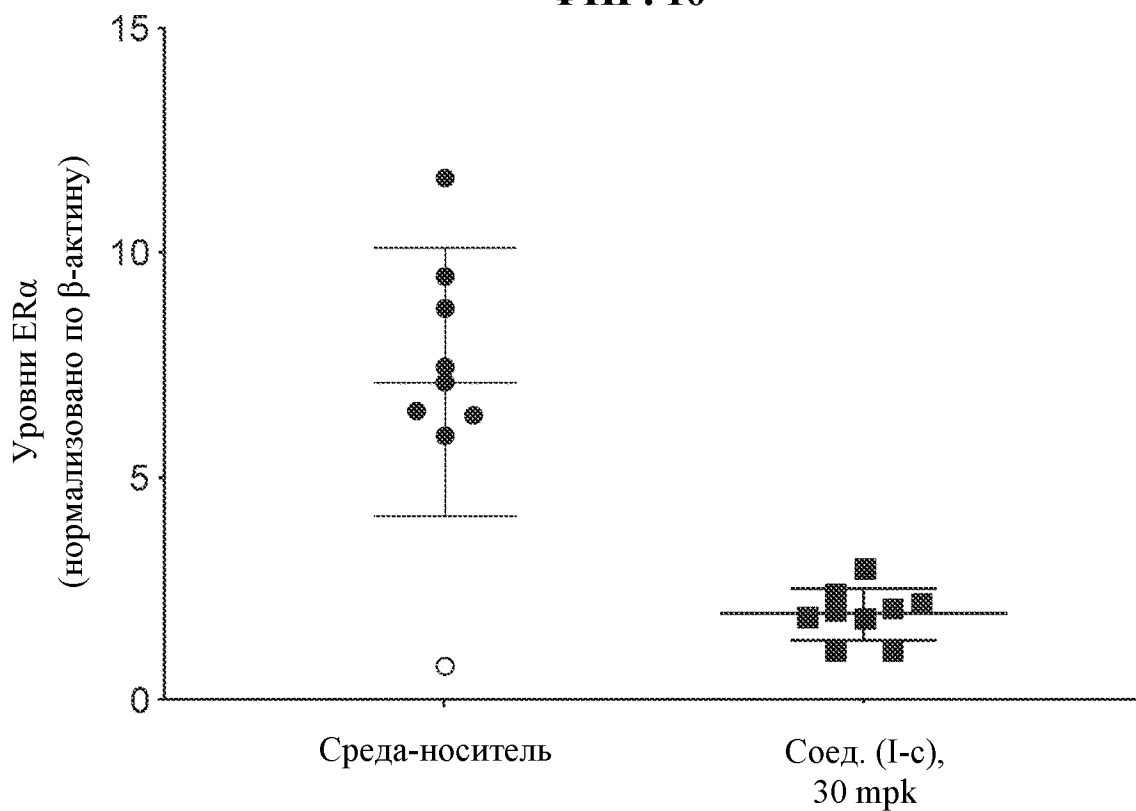 15
10
5
0
Уровни ERα
(нормализовано по β-актину)
Среда-носитель
Соед. (I-c),
30 mpk